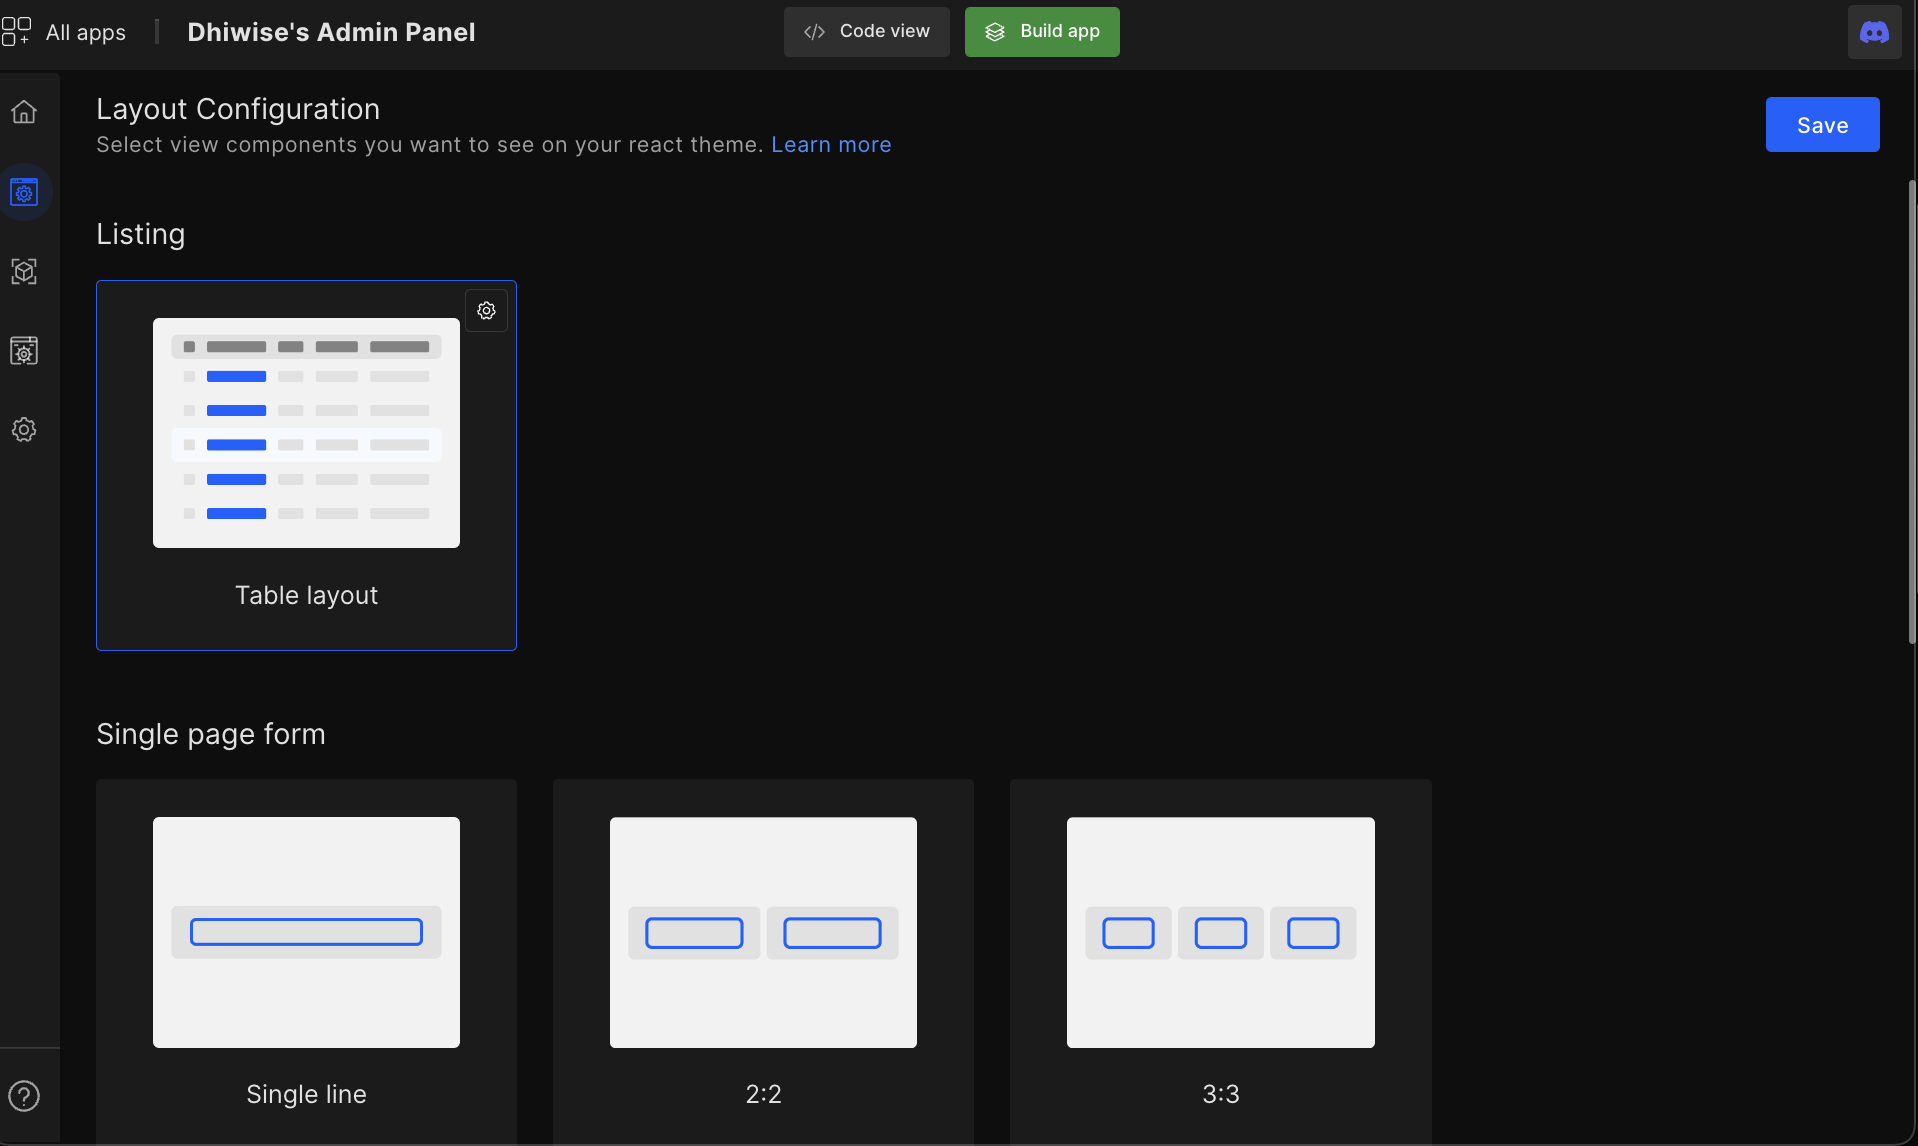 All apps
Dhiwise's Admin Panel
</> Code view
Build app
Layout Configuration
Select view components you want to see on your react theme. Learn more
Save
Listing
Table layout
Single page form
Single line
2:2
3:3